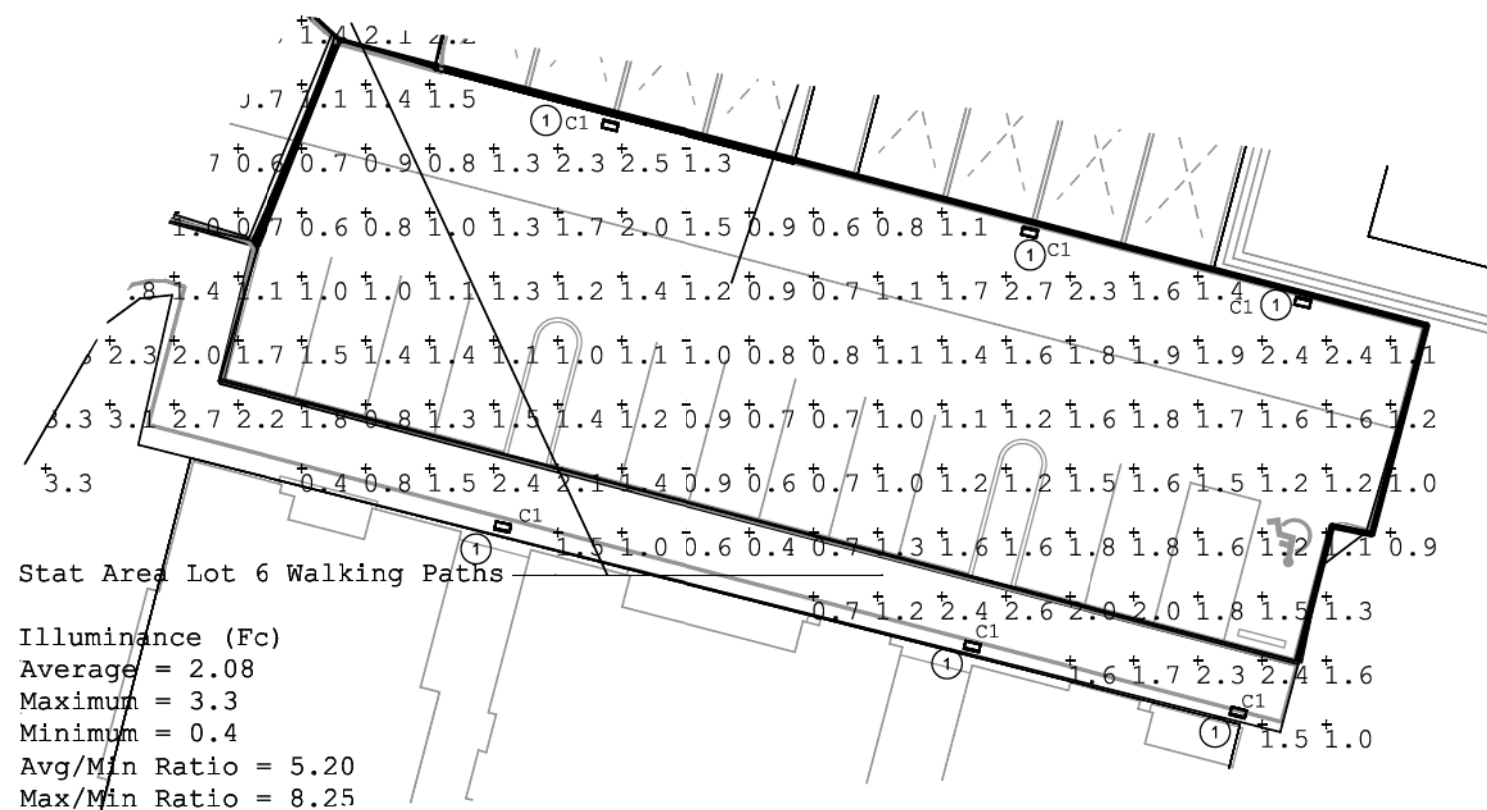 1.4 2.1 2.2
0.7 1.1 1.4 1.5
1 C1
7 0.6 0.7 0.9 0.8 1.3 2.3 2.5 1.3
1.0 0.7 0.6 0.8 1.0 1.3 1.7 2.0 1.5 0.9 0.6 0.8 1.1
1 C1
.8 1.4 1.1 1.0 1.0 1.1 1.3 1.2 1.4 1.2 0.9 0.7 1.1 1.7 2.7 2.3 1.6 1.4
C1 1
2.3 2.0 1.7 1.5 1.4 1.4 1.1 1.0 1.1 1.0 0.8 0.8 1.1 1.4 1.6 1.8 1.9 1.9 2.4 2.4 1.1
3.3 3.1 2.7 2.2 1.8 0.8 1.3 1.5 1.4 1.2 0.9 0.7 0.7 1.0 1.1 1.2 1.6 1.8 1.7 1.6 1.6 1.2
3.3 0.4 0.8 1.5 2.4 2.1 1.4 0.9 0.6 0.7 1.0 1.2 1.2 1.5 1.6 1.5 1.2 1.2 1.0
C1
1 1.5 1.0 0.6 0.4 0.7 1.3 1.6 1.6 1.8 1.8 1.6 1.2 1.1 0.9
Stat Area Lot 6 Walking Paths
0.7 1.2 2.4 2.6 2.0 2.0 1.8 1.5 1.3
C1
1
Illuminance (Fc)
Average = 2.08
1.6 1.7 2.3 2.4 1.6
Maximum = 3.3
C1
Minimum = 0.4
1 1.5 1.0
Avg/Min Ratio = 5.20
Max/Min Ratio = 8.25